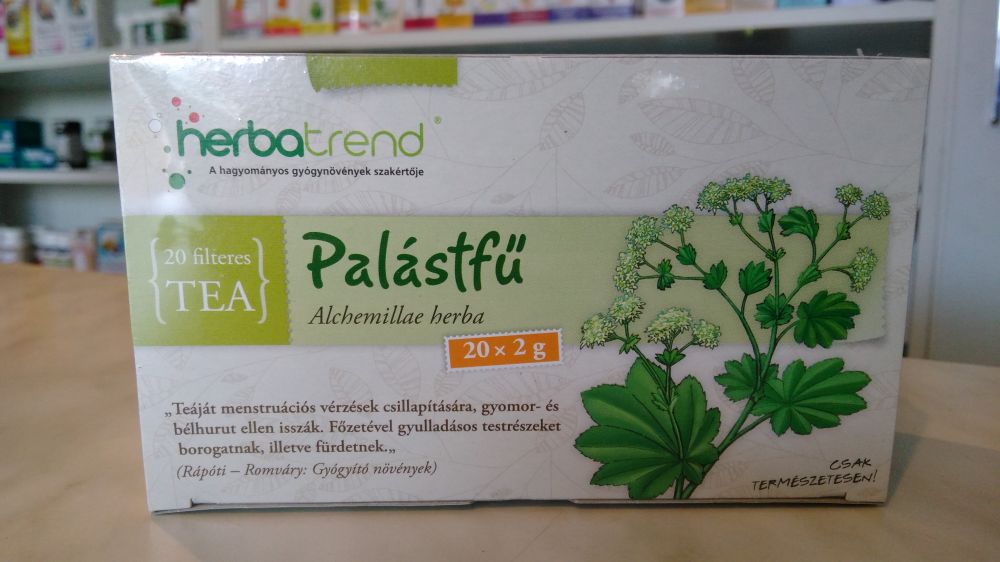 herbatrend®
A hagyományos gyógynövények szakértője
20 filteres
TEA
Palástfű
Alchemillae herba
20 × 2 g
„Teáját menstruációs vérzések csillapítására, gyomor- és
bélhurut ellen isszák. Főzetével gyulladásos testrészeket
borogatnak, illetve fürdetnek.„
(Rápóti – Romváry: Gyógyító növények)
CSAK
TERMÉSZETESEN!